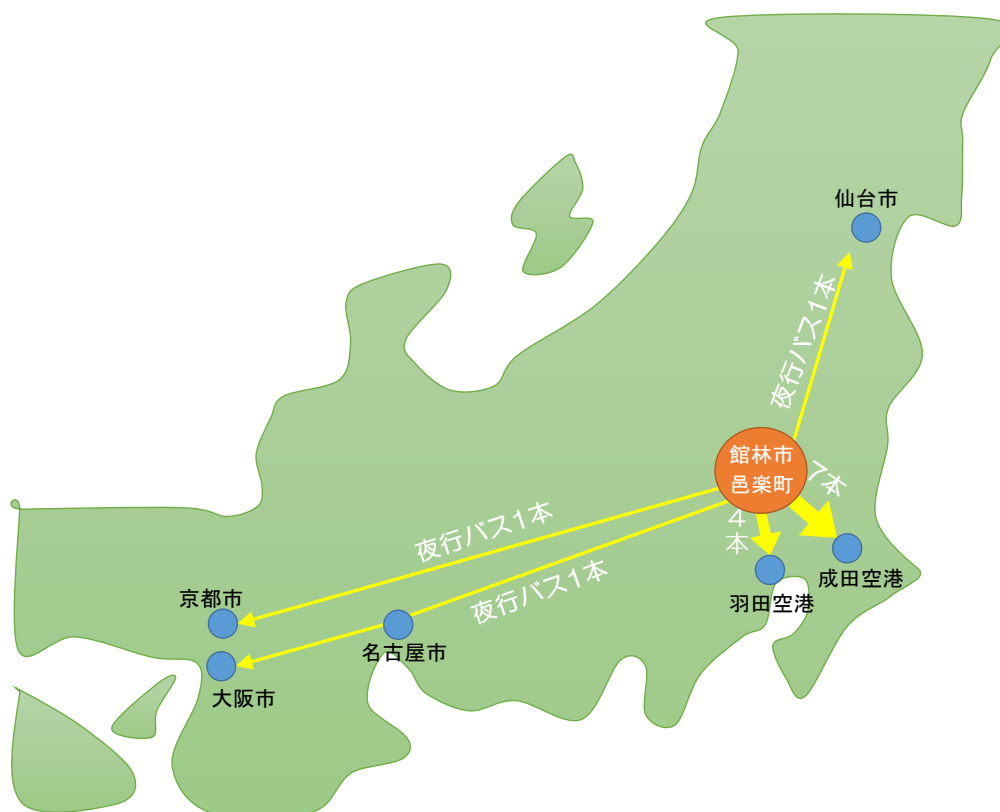 仙台市
夜行バス1本
館林市
邑楽町
7本
4
本
夜行バス1本
成田空港
羽田空港
夜行バス1本
京都市
名古屋市
大阪市